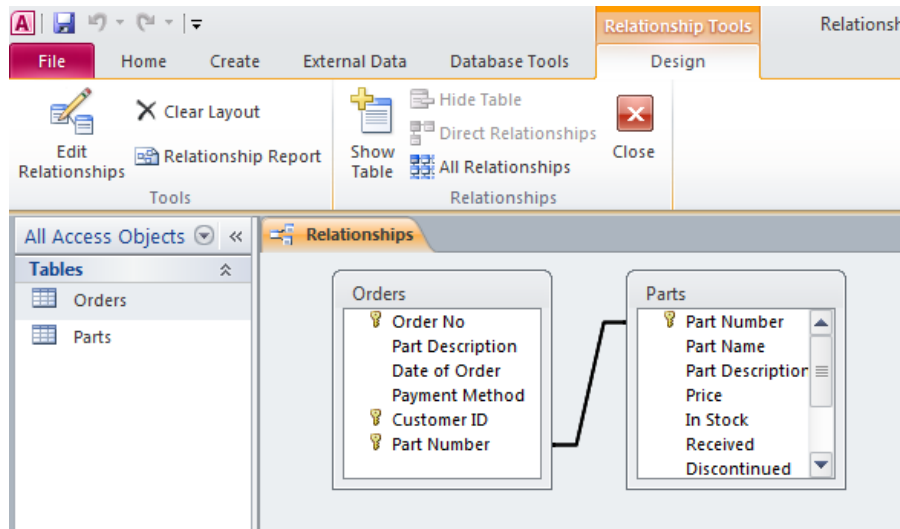 Relationship Tools
Relationsh
File Home Create External Data Database Tools Design
Edit Relationships
Clear Layout
Relationship Report
Tools
Show Table
Hide Table
Direct Relationships
All Relationships
Close
Relationships
All Access Objects
Tables
Orders
Parts
Relationships
Orders
Order No
Part Description
Date of Order
Payment Method
Customer ID
Part Number
Parts
Part Number
Part Name
Part Description
Price
In Stock
Received
Discontinued